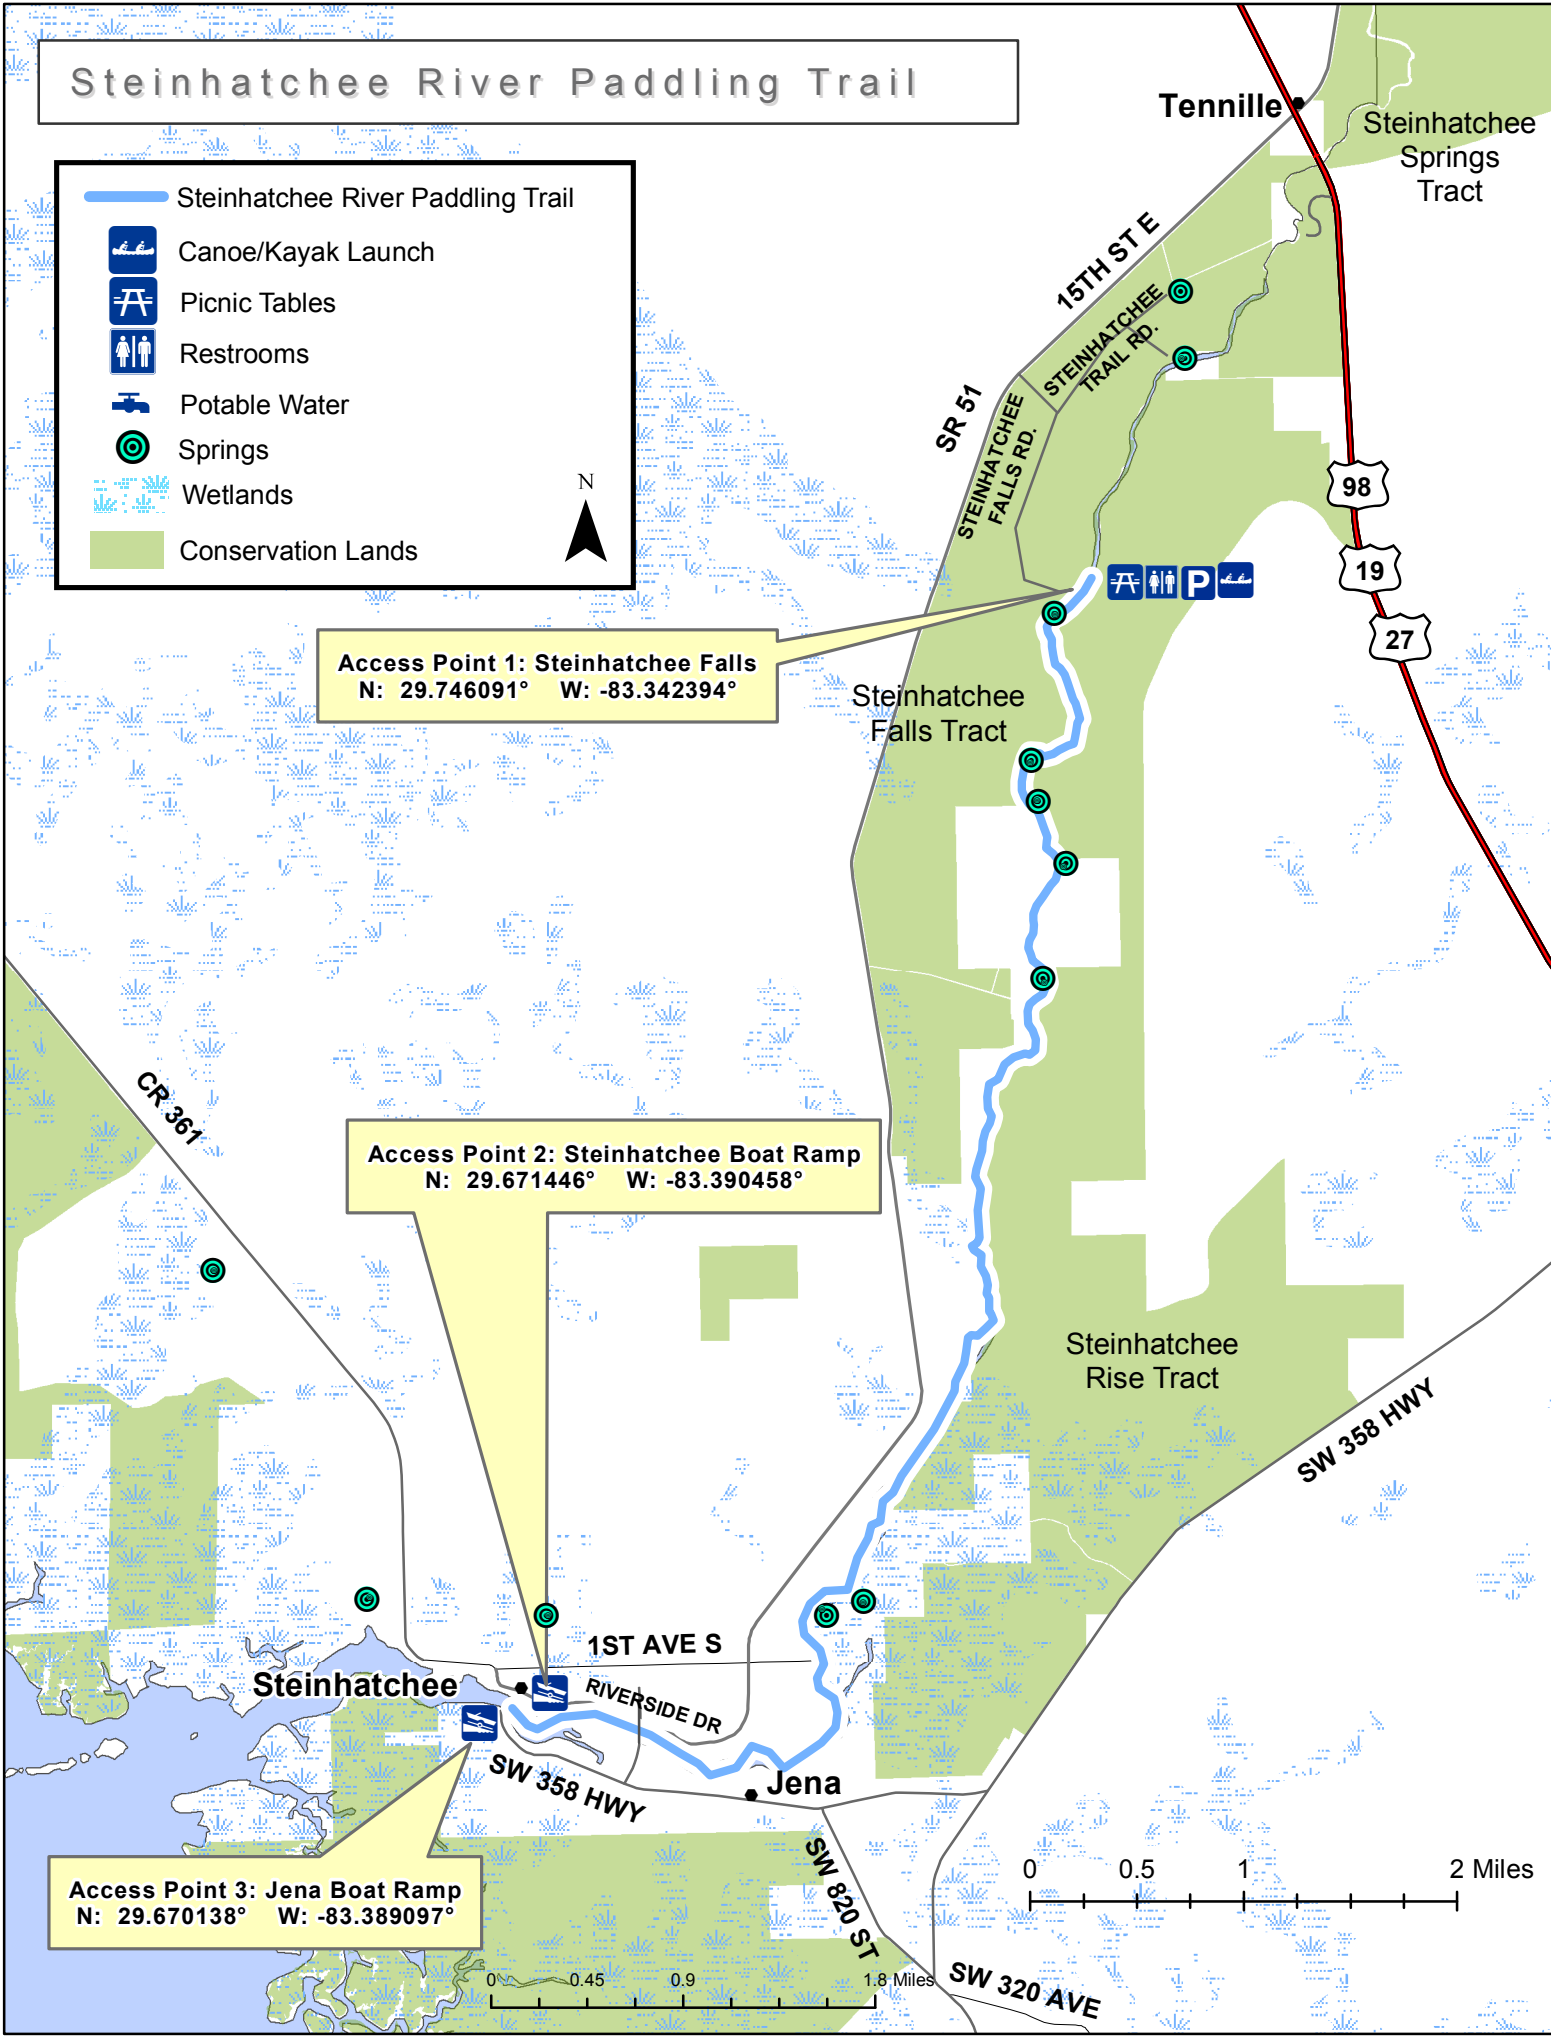 Steinhatchee River Paddling Trail
Steinhatchee River Paddling Trail
Canoe/Kayak Launch
Picnic Tables
Restrooms
Potable Water
Springs
Wetlands
Conservation Lands
N
Tennille
Steinhatchee
Springs
Tract
15TH ST E
STEINHATCHEE
TRAIL RD.
SR 51
STEINHATCHEE
FALLS RD.
98
19
27
P
Access Point 1: Steinhatchee Falls
N: 29.746091° W: -83.342394°
Steinhatchee
Falls Tract
CR 361
Access Point 2: Steinhatchee Boat Ramp
N: 29.671446° W: -83.390458°
Steinhatchee
Rise Tract
SW 358 HWY
1ST AVE S
Steinhatchee
RIVERSIDE DR
SW 358 HWY
Jena
SW 820 ST
Access Point 3: Jena Boat Ramp
N: 29.670138° W: -83.389097°
0 0.5 1 2 Miles
0 0.45 0.9 1.8 Miles
SW 320 AVE